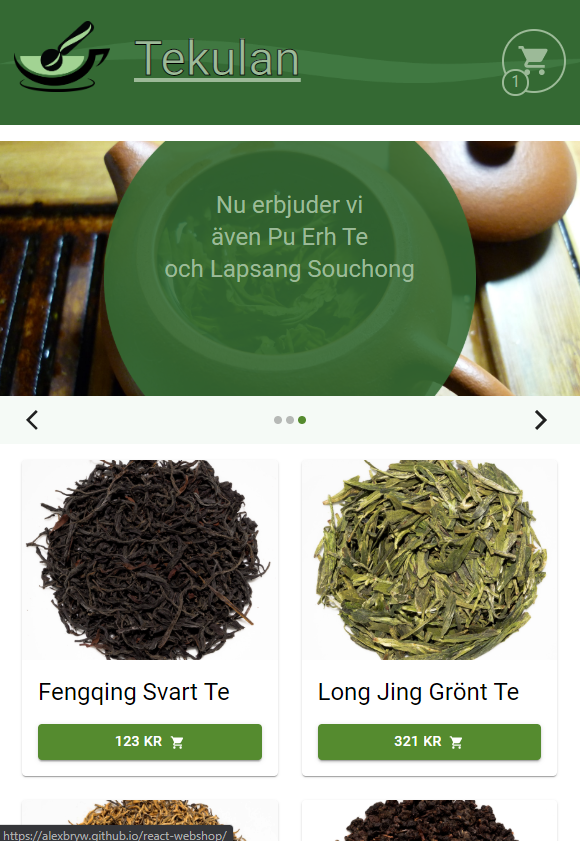 Tekulan
1
Nu erbjuder vi
även Pu Erh Te
och Lapsang Souchong
Fengqing Svart Te
Long Jing Grönt Te
123 KR
321 KR
https://alexbryw.github.io/react-webshop/